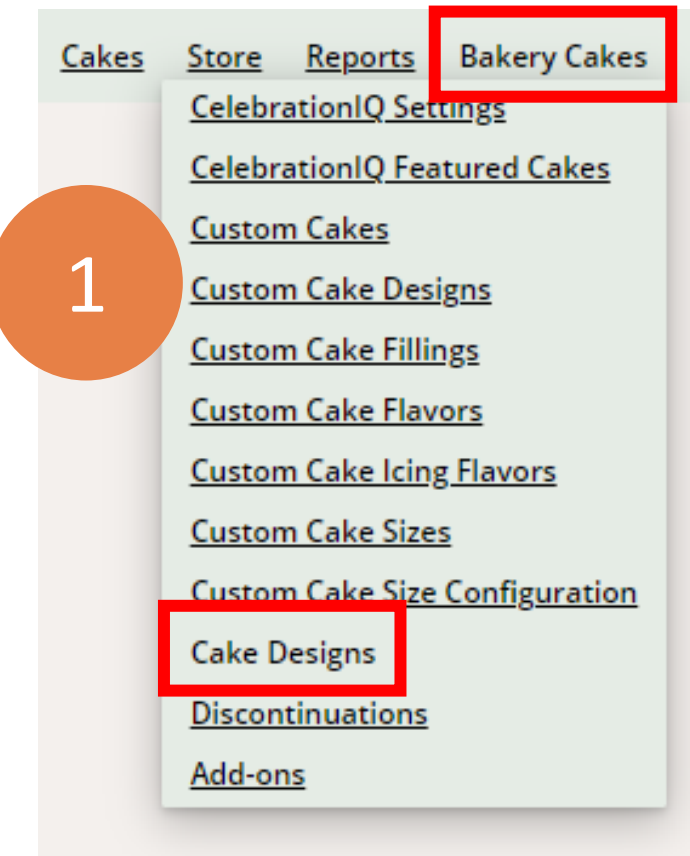 Cakes Store Reports Bakery Cakes
CelebrationIQ Settings
CelebrationIQ Featured Cakes
Custom Cakes
1
Custom Cake Designs
Custom Cake Fillings
Custom Cake Flavors
Custom Cake Icing Flavors
Custom Cake Sizes
Custom Cake Size Configuration
Cake Designs
Discontinuations
Add-ons